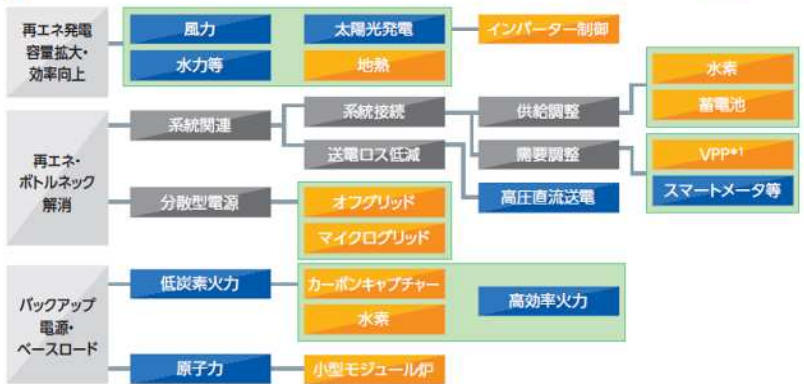 再エネ発電
容量拡大・
効率向上
風力
太陽光発電
インバーター制御
水力等
地熱
水素
蓄電池
再エネ・
ボトルネック
解消
系統関連
系統接続
供給調整
送電ロス低減
需要調整
VPP*1
スマートメータ等
高圧直流送電
分散型電源
オフグリッド
マイクログリッド
バックアップ
電源・
ベースロード
低炭素火力
カーボンキャプチャー
水素
高効率火力
原子力
小型モジュール炉